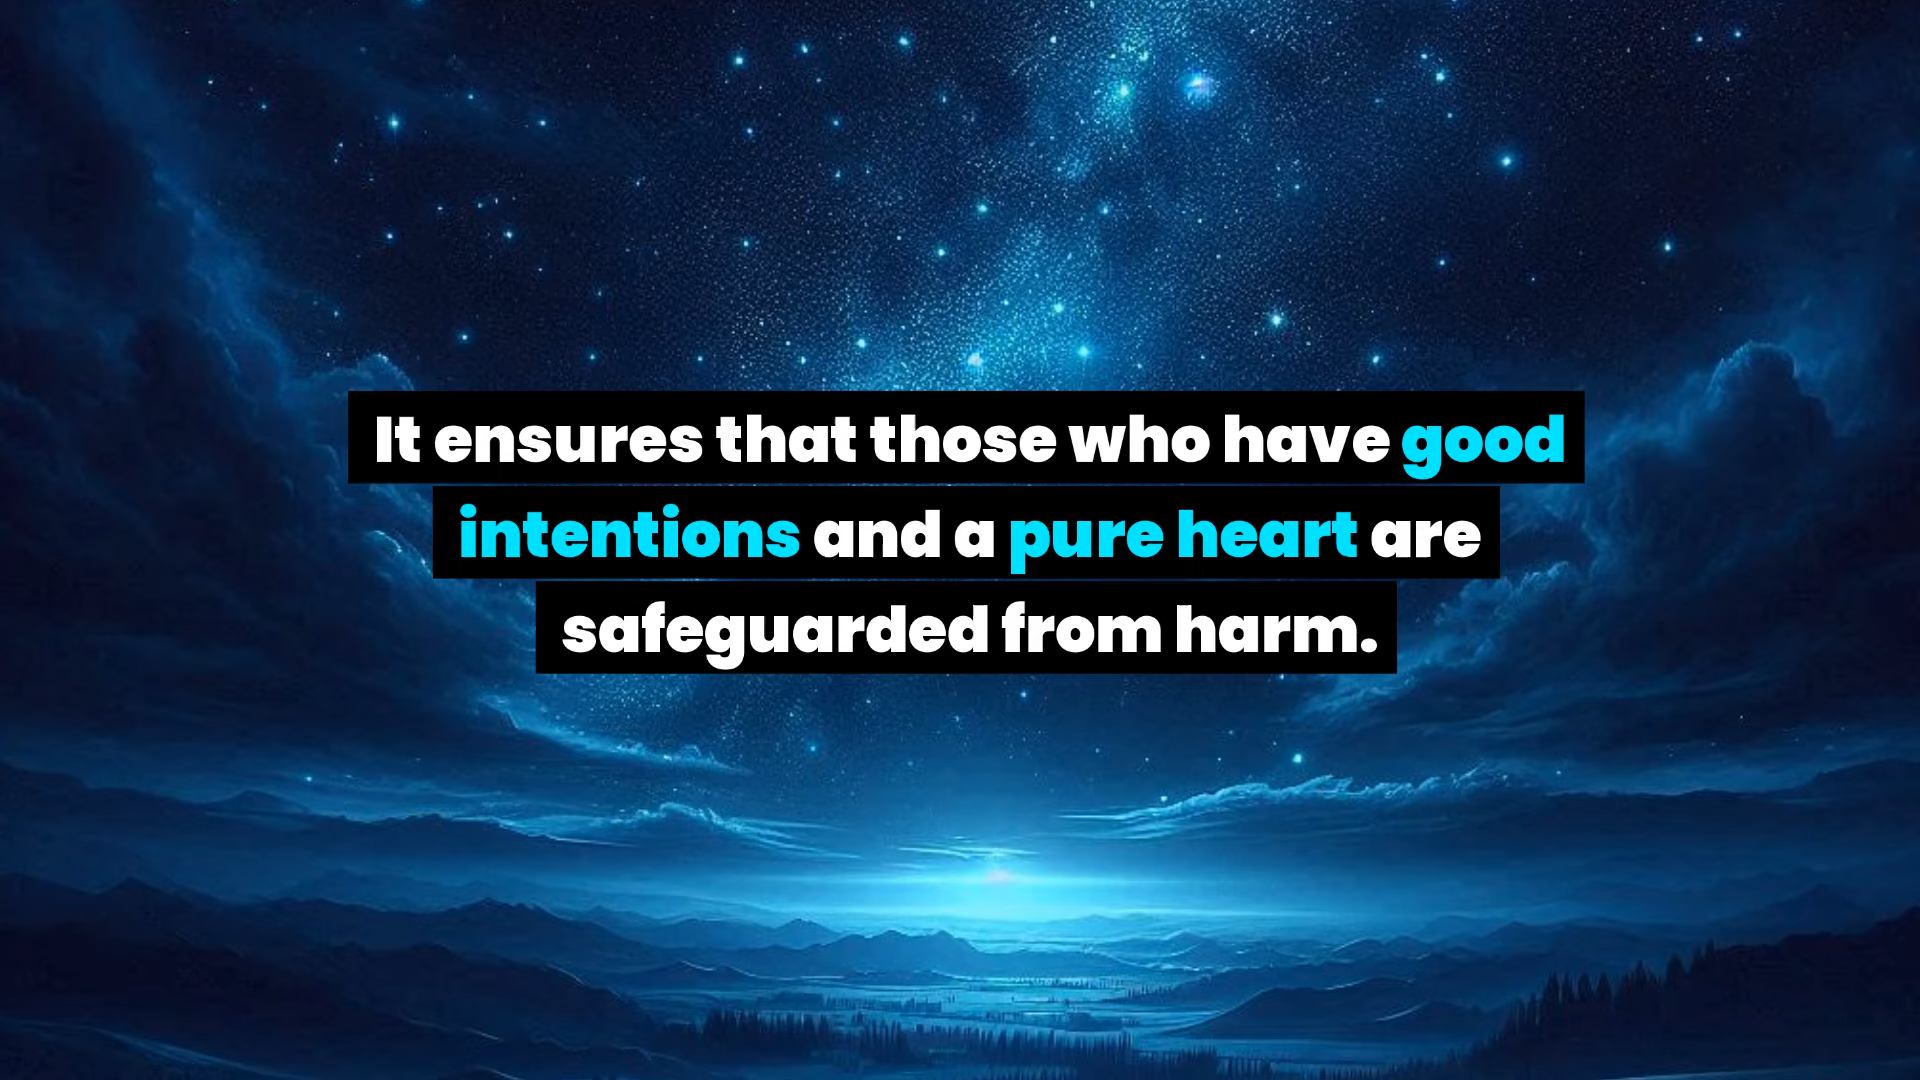 It ensures that those who have good
intentions and a pure heart are
safeguarded from harm.